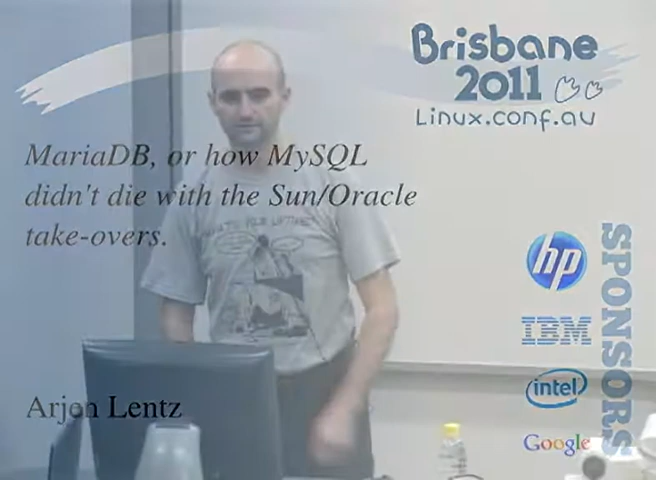 Brisbane
2011
Linux.conf.au
MariaDB, or how MySQL
didn't die with the Sun/Oracle
take-overs.
hp
IBM
intel
Google
SPONSORS
Arjen Lentz